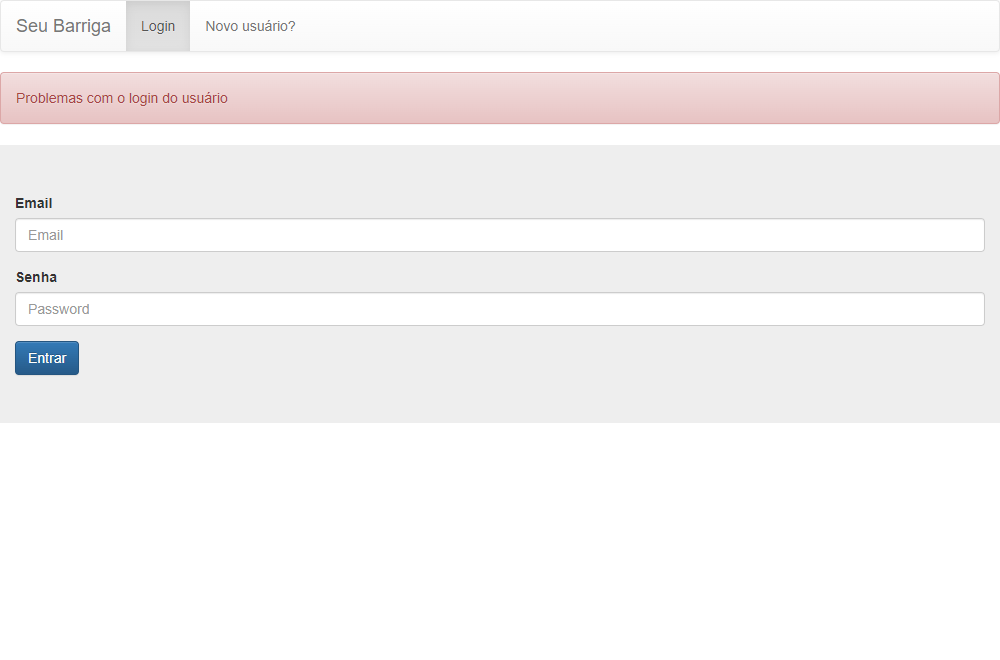 Seu Barriga Login Novo usuário?
Problemas com o login do usuário
Email
Email
Senha
Password
Entrar